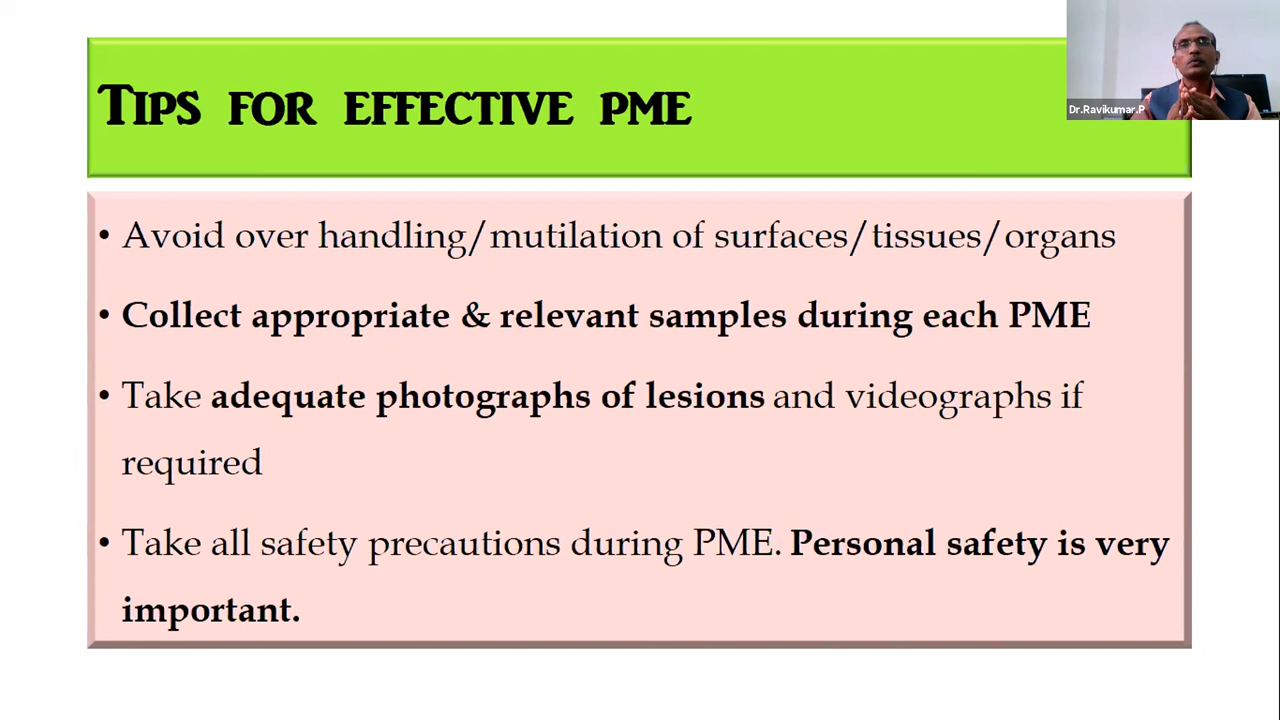 TIPS FOR EFFECTIVE PME
Dr.Ravikumar.P
• Avoid over handling/mutilation of surfaces/tissues/organs
• Collect appropriate & relevant samples during each PME
• Take adequate photographs of lesions and videographs if
required
• Take all safety precautions during PME. Personal safety is very
important.